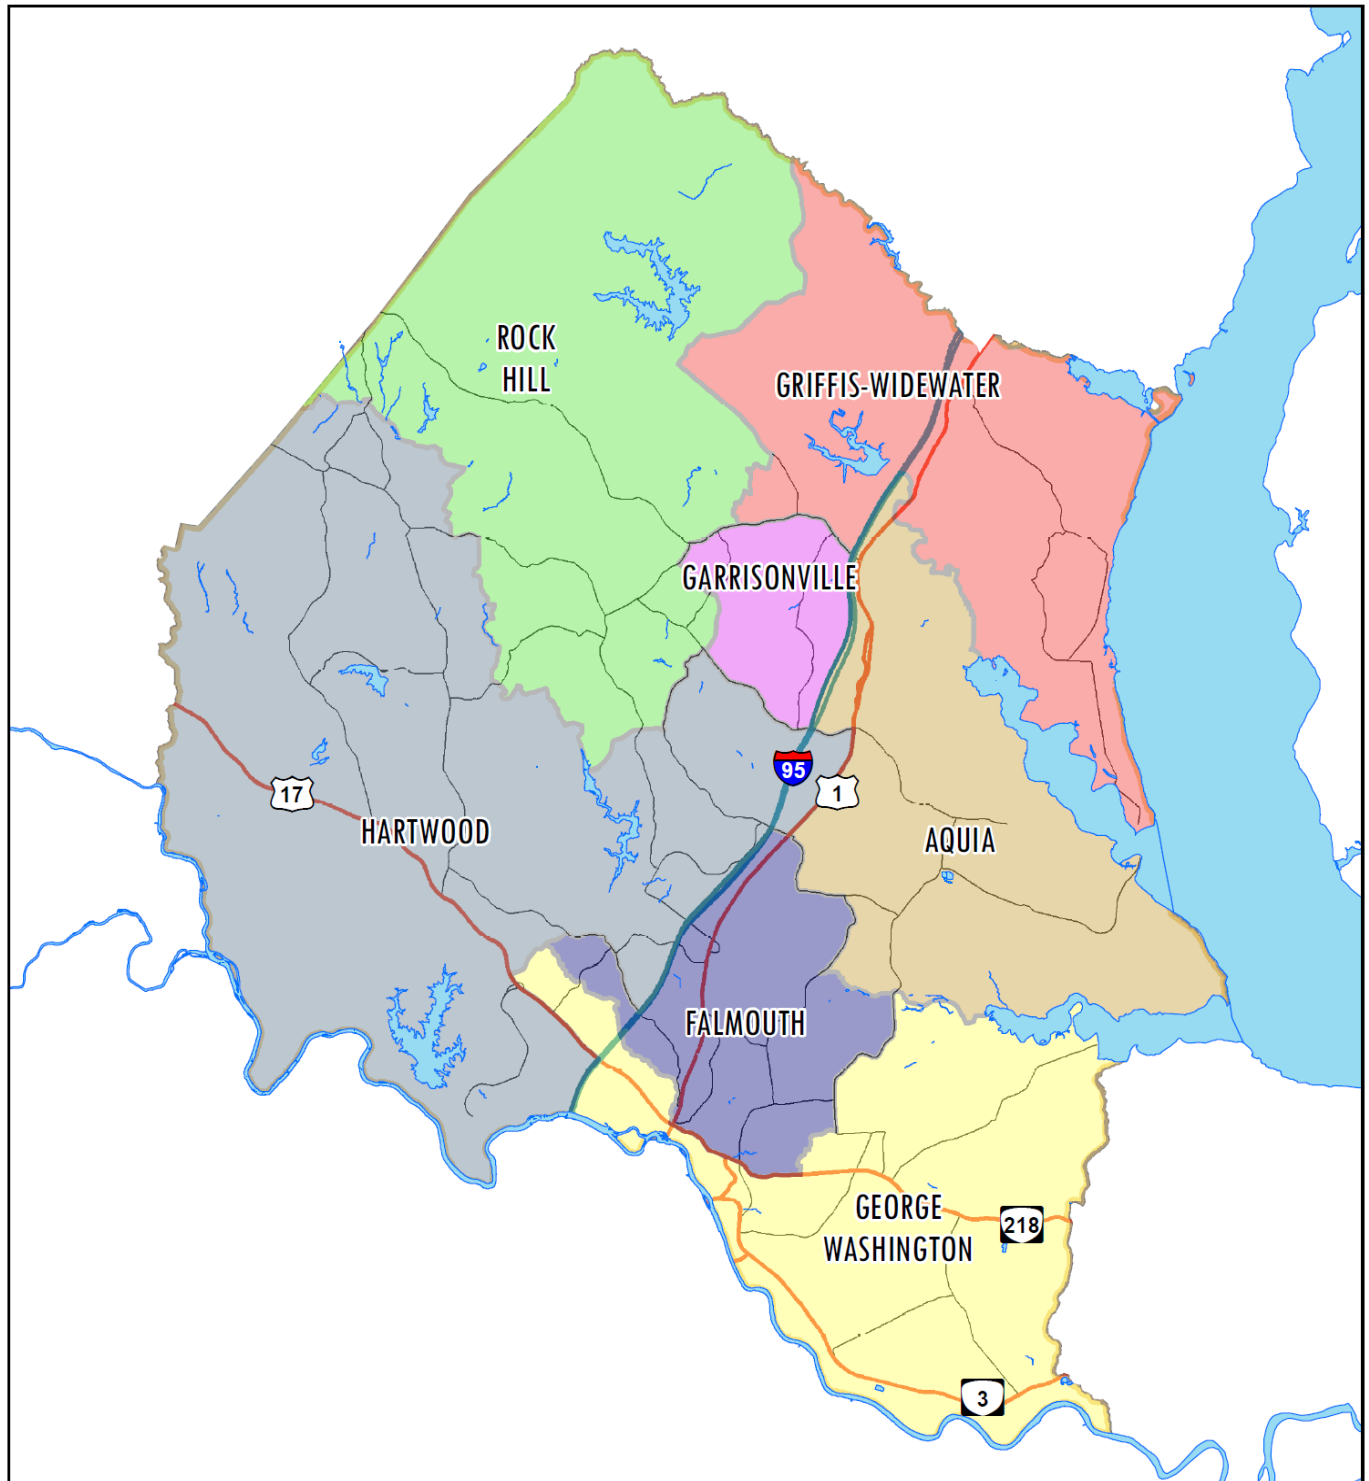 ROCK
HILL
GRIFFIS-WIDEWATER
GARRISONVILLE
95
1
17
HARTWOOD
AQUIA
FALMOUTH
GEORGE
WASHINGTON
218
3